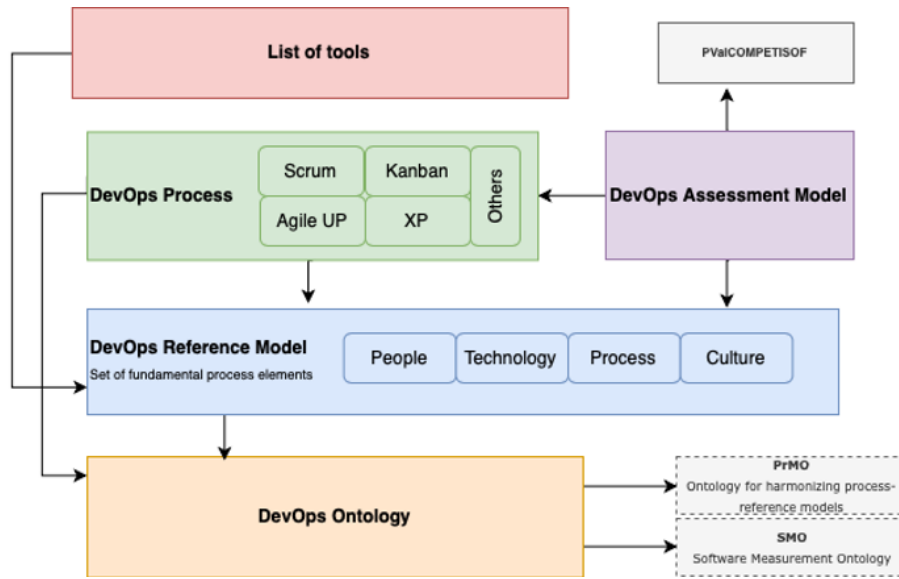 List of tools
PValCOMPETISOF
DevOps Process
Scrum
Kanban
Agile UP
XP
Others
DevOps Assessment Model
DevOps Reference Model
Set of fundamental process elements
People
Technology
Process
Culture
DevOps Ontology
PrMO
Ontology for harmonizing process-
reference models
SMO
Software Measurement Ontology